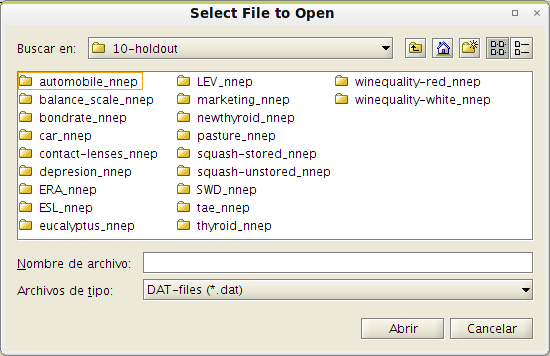 Select File to Open
Buscar en: 10-holdout
automobile_nnep
balance_scale_nnep
bondrate_nnep
car_nnep
contact-lenses_nnep
depresion_nnep
ERA_nnep
ESL_nnep
eucalyptus_nnep
LEV_nnep
marketing_nnep
newthyroid_nnep
pasture_nnep
squash-stored_nnep
squash-unstored_nnep
SWD_nnep
tae_nnep
thyroid_nnep
winequality-red_nnep
winequality-white_nnep
Nombre de archivo:
Archivos de tipo: DAT-files (*.dat)
Abrir Cancelar